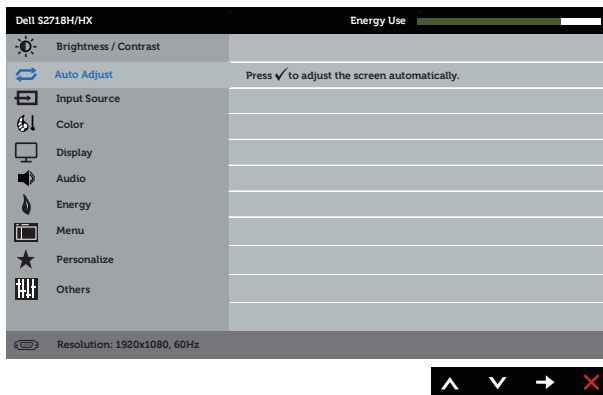 Dell S2718H/HX Energy Use
Brightness / Contrast
Auto Adjust Press ✓ to adjust the screen automatically.
Input Source
Color
Display
Audio
Energy
Menu
Personalize
Others
Resolution: 1920x1080, 60Hz